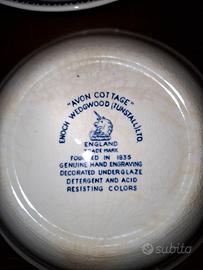 "AVON COTTAGE"
ENOCH WEDGWOOD (TUNSTALL) LTD.
ENGLAND
TRADE MARK
FOUNDED IN 1835
GENUINE HAND ENGRAVING
DECORATED UNDERGLAZE
DETERGENT AND ACID
RESISTING COLORS
subito